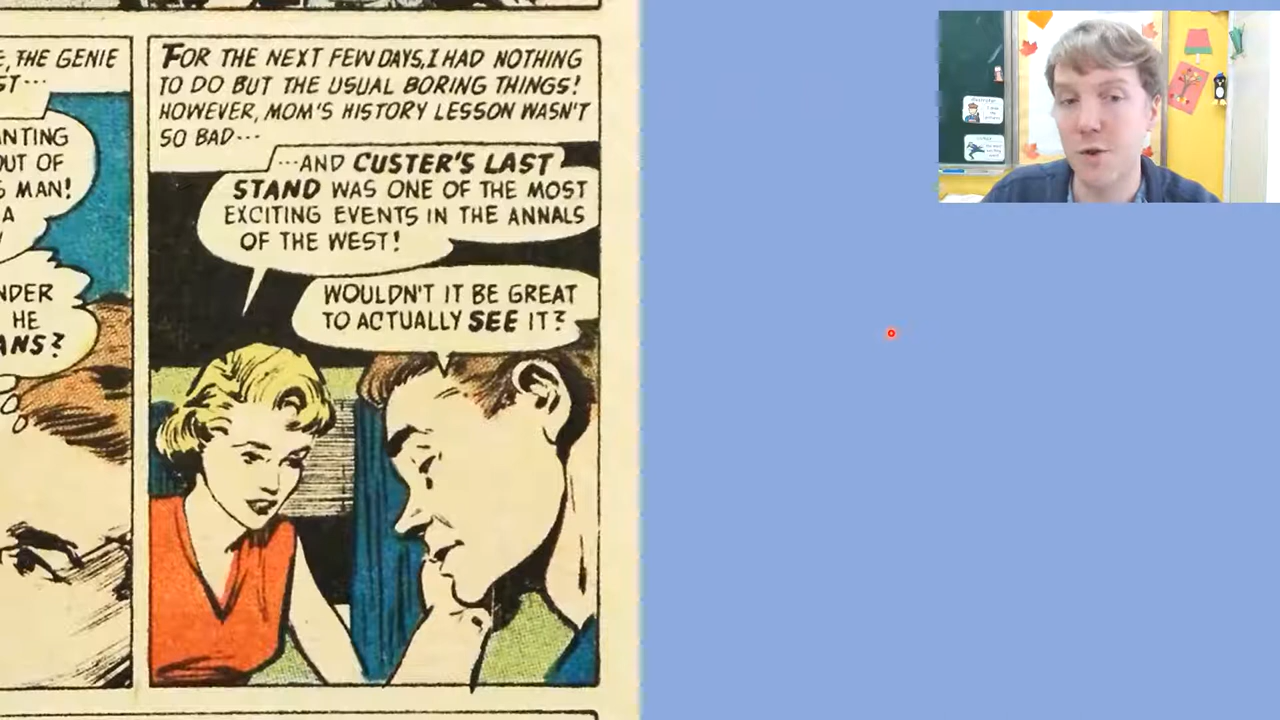 E, THE GENIE
ST...
ANTING
OUT OF
S MAN!
A
NDER
HE
ANS?
FOR THE NEXT FEW DAYS, I HAD NOTHING
TO DO BUT THE USUAL BORING THINGS!
HOWEVER, MOM'S HISTORY LESSON WASN'T
SO BAD...
...AND CUSTER'S LAST
STAND WAS ONE OF THE MOST
EXCITING EVENTS IN THE ANNALS
OF THE WEST!
WOULDN'T IT BE GREAT
TO ACTUALLY SEE IT?